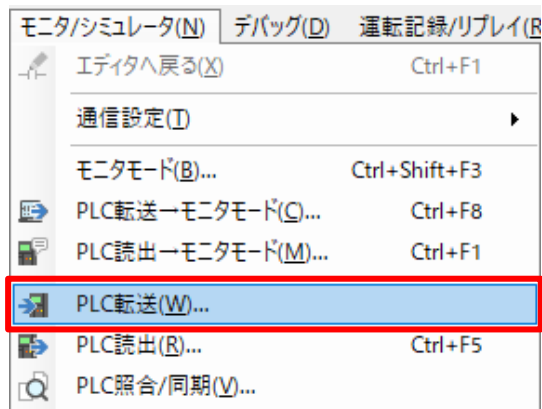 モニタ/シミュレータ(N) デバッグ(D) 運転記録/リプレイ(R
エディタへ戻る(X) Ctrl+F1
通信設定(T)
モニタモード(B)... Ctrl+Shift+F3
PLC転送→モニタモード(C)... Ctrl+F8
PLC読出→モニタモード(M)... Ctrl+F1
PLC転送(W)...
PLC読出(R)... Ctrl+F5
PLC照合/同期(V)...